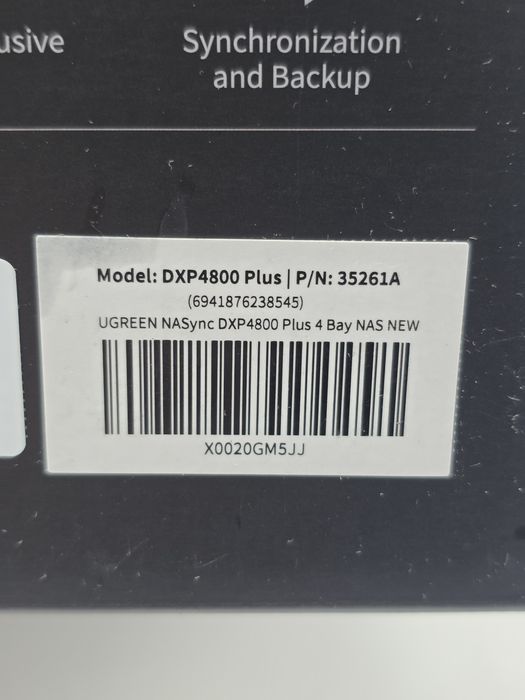 usive
Synchronization
and Backup
Model: DXP4800 Plus | P/N: 35261A
(6941876238545)
UGREEN NASync DXP4800 Plus 4 Bay NAS NEW
X0020GM5JJ